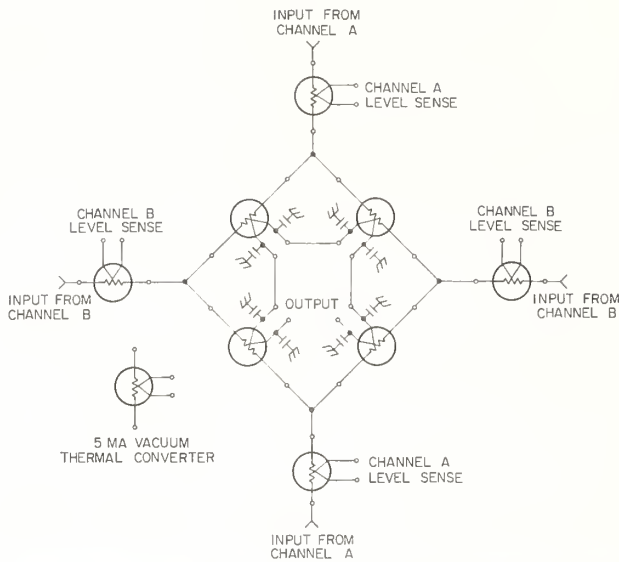 INPUT FROM
CHANNEL A
CHANNEL A
LEVEL SENSE
CHANNEL B
LEVEL SENSE
CHANNEL B
LEVEL SENSE
INPUT FROM
CHANNEL B
OUTPUT
INPUT FROM
CHANNEL B
5 MA VACUUM
THERMAL CONVERTER
CHANNEL A
LEVEL SENSE
INPUT FROM
CHANNEL A